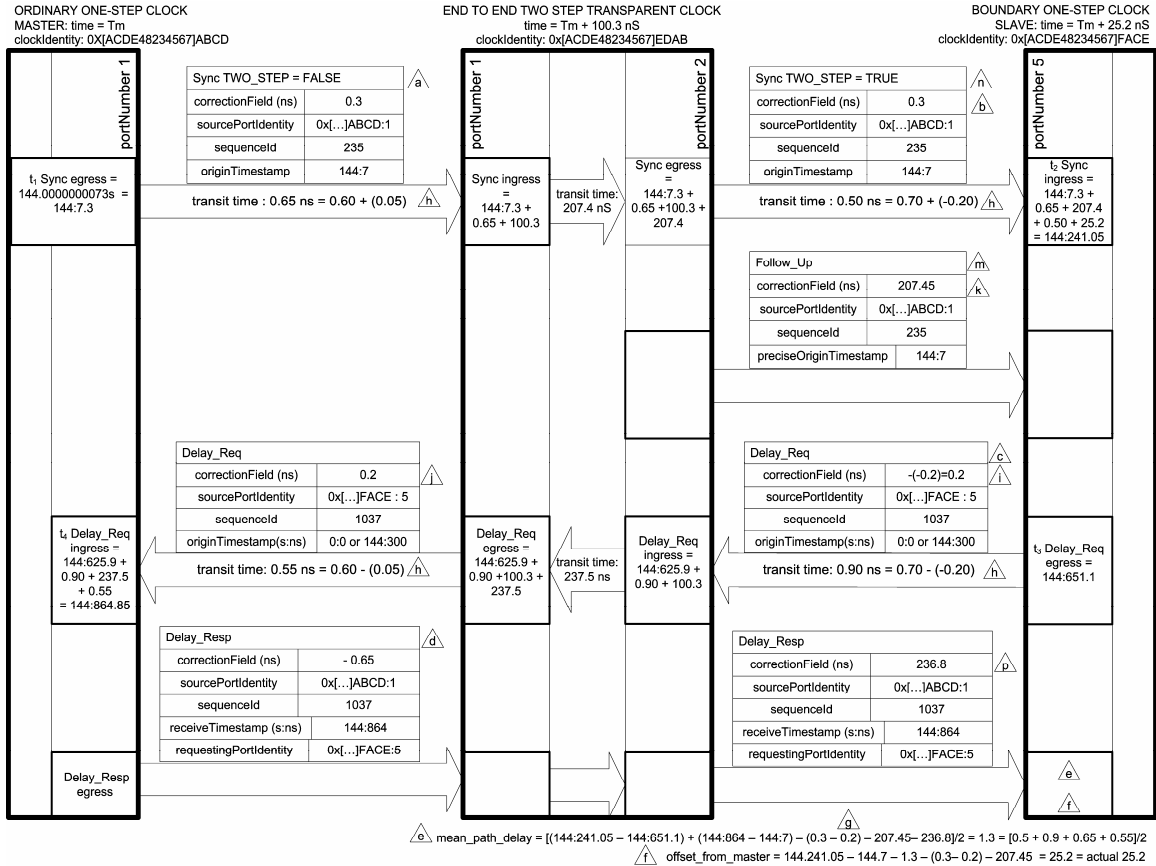 ORDINARY ONE-STEP CLOCK
MASTER: time = Tm
clockIdentity: 0X[ACDE48234567]ABCD
END TO END TWO STEP TRANSPARENT CLOCK
time = Tm + 100.3 nS
clockIdentity: 0x[ACDE48234567]EDAB
BOUNDARY ONE-STEP CLOCK
SLAVE: time = Tm + 25.2 nS
clockIdentity: 0x[ACDE48234567]FACE
portNumber 1
portNumber 1
portNumber 2
portNumber 5
Sync TWO_STEP = FALSE
a
correctionField (ns) 0.3
sourcePortIdentity 0x[...]ABCD:1
sequenceId 235
originTimestamp 144:7
Sync TWO_STEP = TRUE
n
correctionField (ns) 0.3
b
sourcePortIdentity 0x[...]ABCD:1
sequenceId 235
originTimestamp 144:7
t1 Sync egress =
144.0000000073s =
144:7.3
transit time : 0.65 ns = 0.60 + (0.05)
h
Sync ingress
=
144:7.3 +
0.65 + 100.3
transit time:
207.4 nS
Sync egress
=
144:7.3 +
0.65 +100.3 +
207.4
transit time : 0.50 ns = 0.70 + (-0.20)
h
t2 Sync
ingress =
144:7.3 +
0.65 + 207.4
+ 0.50 + 25.2
= 144:241.05
Follow_Up
m
correctionField (ns) 207.45
k
sourcePortIdentity 0x[...]ABCD:1
sequenceId 235
preciseOriginTimestamp 144:7
Delay_Req
correctionField (ns) 0.2
j
sourcePortIdentity 0x[...]FACE : 5
sequenceId 1037
originTimestamp(s:ns) 0:0 or 144:300
Delay_Req
c
correctionField (ns) -(-0.2)=0.2
i
sourcePortIdentity 0x[...]FACE : 5
sequenceId 1037
originTimestamp(s:ns) 0:0 or 144:300
t4 Delay_Req
ingress =
144:625.9 +
0.90 + 237.5
+ 0.55
= 144:864.85
transit time: 0.55 ns = 0.60 - (0.05)
h
Delay_Req
egress =
144:625.9 +
0.90 +100.3 +
237.5
transit time:
237.5 ns
Delay_Req
ingress =
144:625.9 +
0.90 + 100.3
transit time: 0.90 ns = 0.70 - (-0.20)
h
t3 Delay_Req
egress =
144:651.1
Delay_Resp
d
correctionField (ns) - 0.65
sourcePortIdentity 0x[...]ABCD:1
sequenceId 1037
receiveTimestamp (s:ns) 144:864
requestingPortIdentity 0x[...]FACE:5
Delay_Resp
correctionField (ns) 236.8
p
sourcePortIdentity 0x[...]ABCD:1
sequenceId 1037
receiveTimestamp (s:ns) 144:864
requestingPortIdentity 0x[...]FACE:5
Delay_Resp
egress
e
f
g
e mean_path_delay = [(144:241.05 – 144:651.1) + (144:864 – 144:7) – (0.3 – 0.2) – 207.45– 236.8]/2 = 1.3 = [0.5 + 0.9 + 0.65 + 0.55]/2
f offset_from_master = 144.241.05 – 144.7 – 1.3 – (0.3– 0.2) – 207.45 = 25.2 = actual 25.2